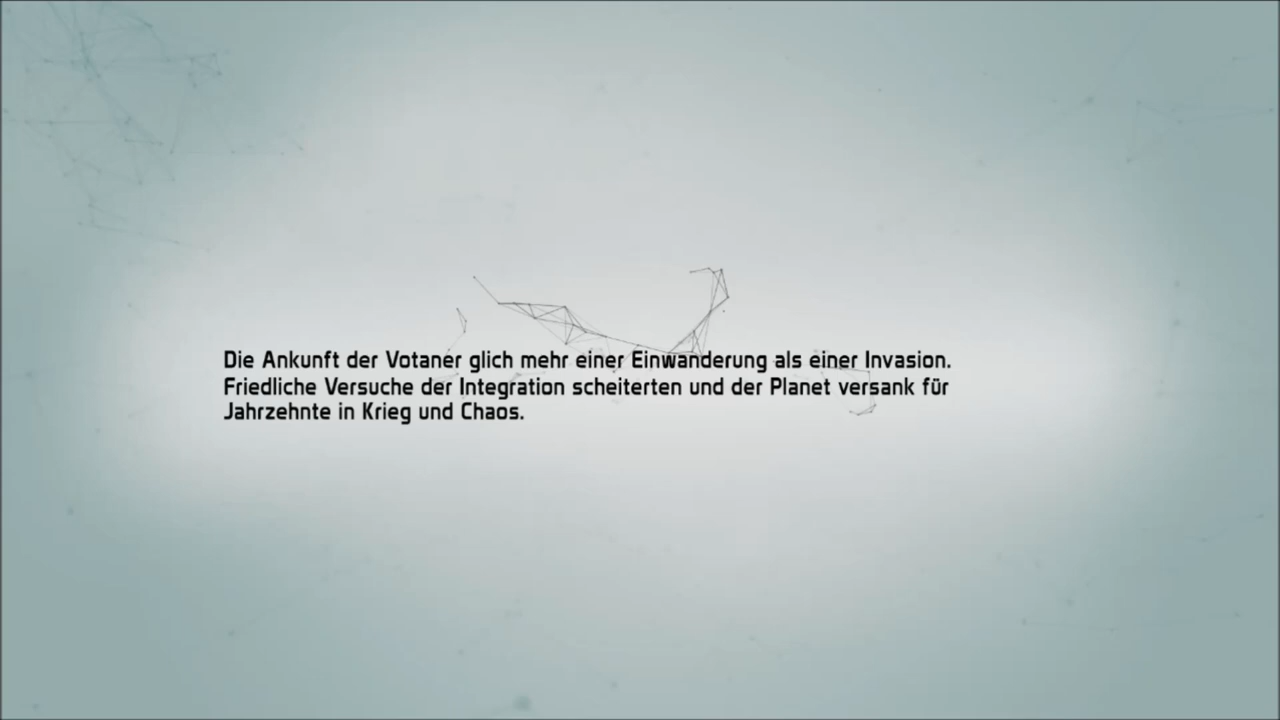 Die Ankunft der Votaner glich mehr einer Einwanderung als einer Invasion.
Friedliche Versuche der Integration scheiterten und der Planet versank für
Jahrzehnte in Krieg und Chaos.